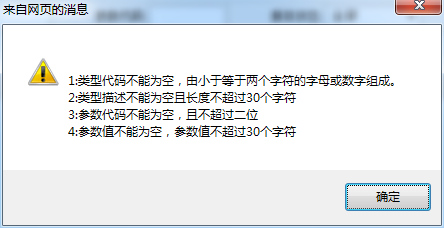 来自网页的消息
1:类型代码不能为空，由小于等于两个字符的字母或数字组成。
2:类型描述不能为空且长度不超过30个字符
3:参数代码不能为空，且不超过二位
4:参数值不能为空，参数值不超过30个字符
确定